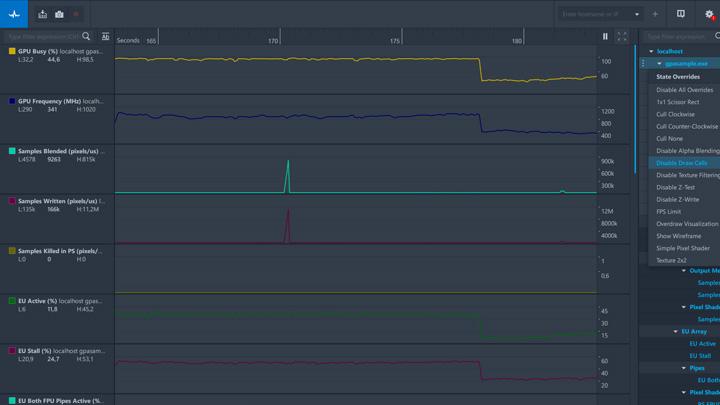 Type filter expression (Ctrl-F)
Ab
Seconds
165
170
175
180
Enter hostname or IP
Type filter expression
GPU Busy (%) localhost gpas...
L:32,2 44,6 H:98,5
100
60
GPU Frequency (MHz) localh...
L:290 341 H:1020
1200
800
400
Samples Blended (pixels/us) l...
L:4578 9263 H:815k
900k
600k
300k
Samples Written (pixels/us) l...
L:135k 166k H:11,2M
12M
8000k
4000k
Samples Killed in PS (pixels/...
L:0 0 H:0
1
0,6
EU Active (%) localhost gpas...
L:6 11,8 H:45,2
45
30
15
EU Stall (%) localhost gpasam...
L:20,9 24,7 H:53,1
60
40
20
EU Both FPU Pipes Active (%...
localhost
gpasample.exe
State Overrides
Disable All Overrides
1x1 Scissor Rect
Cull Clockwise
Cull Counter-Clockwise
Cull None
Disable Alpha Blending
Disable Draw Calls
Disable Texture Filtering
Disable Z-Test
Disable Z-Write
FPS Limit
Overdraw Visualization
Show Wireframe
Simple Pixel Shader
Texture 2x2
Output Me
Sample
Sample
Pixel Shad
Sample
EU Array
EU Active
EU Stall
Pipes
EU Both
Pixel Shad